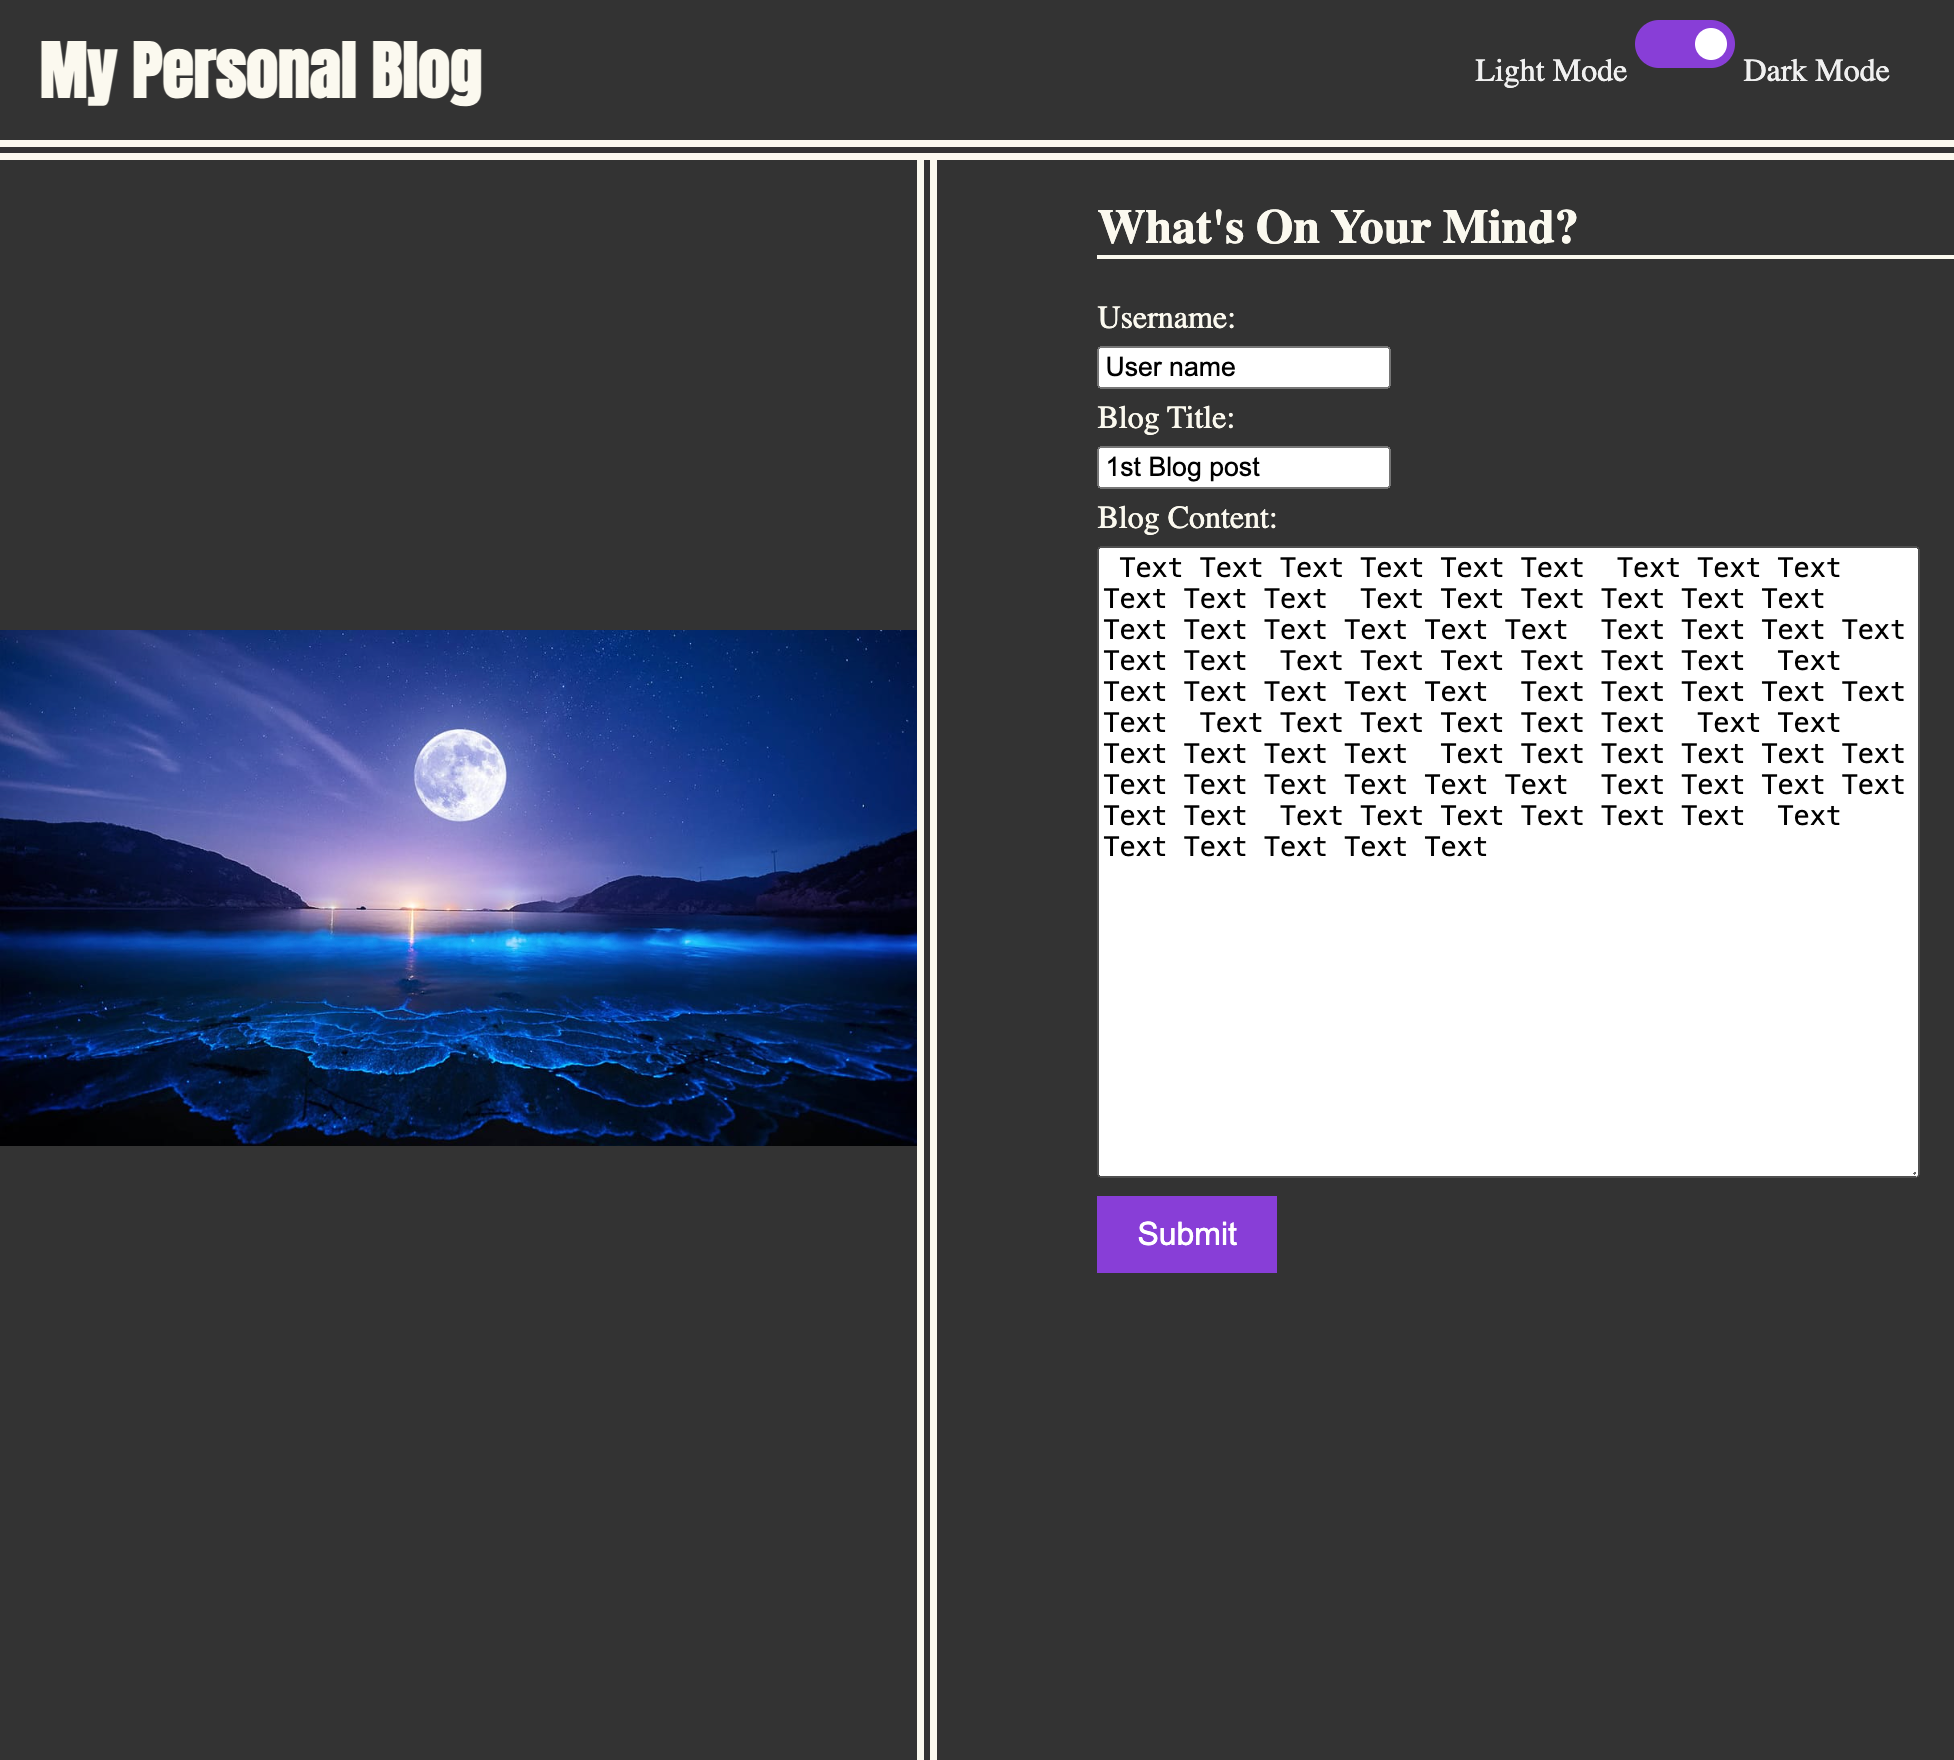 My Personal Blog
Light Mode Dark Mode
What's On Your Mind?
Username:
User name
Blog Title:
1st Blog post
Blog Content:
Text Text Text Text Text Text  Text Text Text
Text Text Text  Text Text Text Text Text Text
Text Text Text Text Text Text  Text Text Text Text
Text Text  Text Text Text Text Text Text  Text
Text Text Text Text Text  Text Text Text Text Text
Text  Text Text Text Text Text Text  Text Text
Text Text Text Text  Text Text Text Text Text Text
Text Text Text Text Text Text  Text Text Text Text
Text Text  Text Text Text Text Text Text  Text
Text Text Text Text Text
Submit